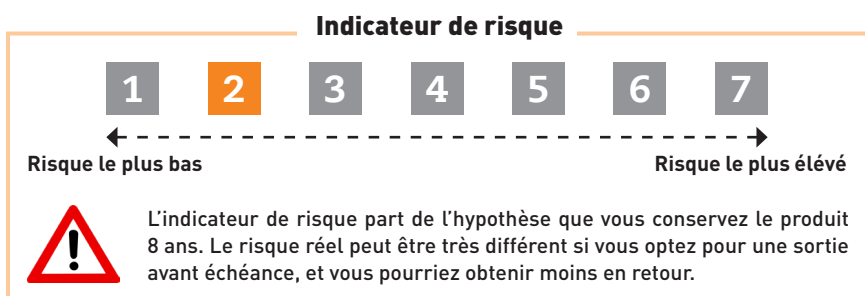 Indicateur de risque
1 2 3 4 5 6 7
Risque le plus bas Risque le plus élévé
L'indicateur de risque part de l'hypothèse que vous conservez le produit
8 ans. Le risque réel peut être très différent si vous optez pour une sortie
avant échéance, et vous pourriez obtenir moins en retour.